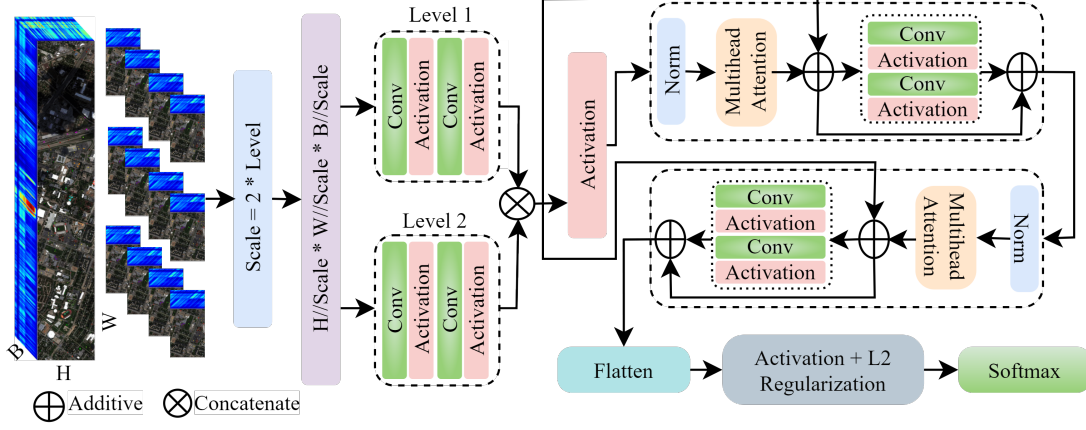 B
H
W
Additive
Concatenate
Scale = 2 * Level
H//Scale * W//Scale * B//Scale
Level 1
Conv
Activation
Conv
Activation
Level 2
Conv
Activation
Conv
Activation
Activation
Norm
Multihead
Attention
Conv
Activation
Conv
Activation
Norm
Multihead
Attention
Conv
Activation
Conv
Activation
Flatten
Activation + L2
Regularization
Softmax